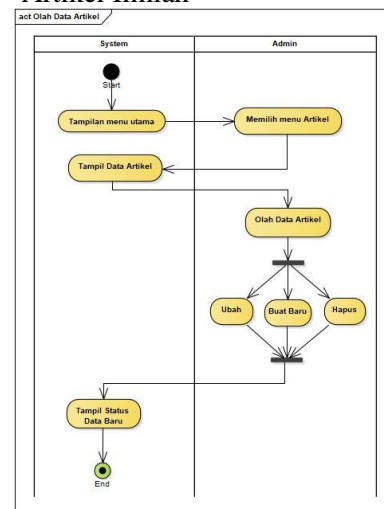 Artikel Ilmiah
act Olah Data Artikel
System
Admin
Start
Tampilan menu utama
Memilih menu Artikel
Tampil Data Artikel
Olah Data Artikel
Ubah
Buat Baru
Hapus
Tampil Status
Data Baru
End